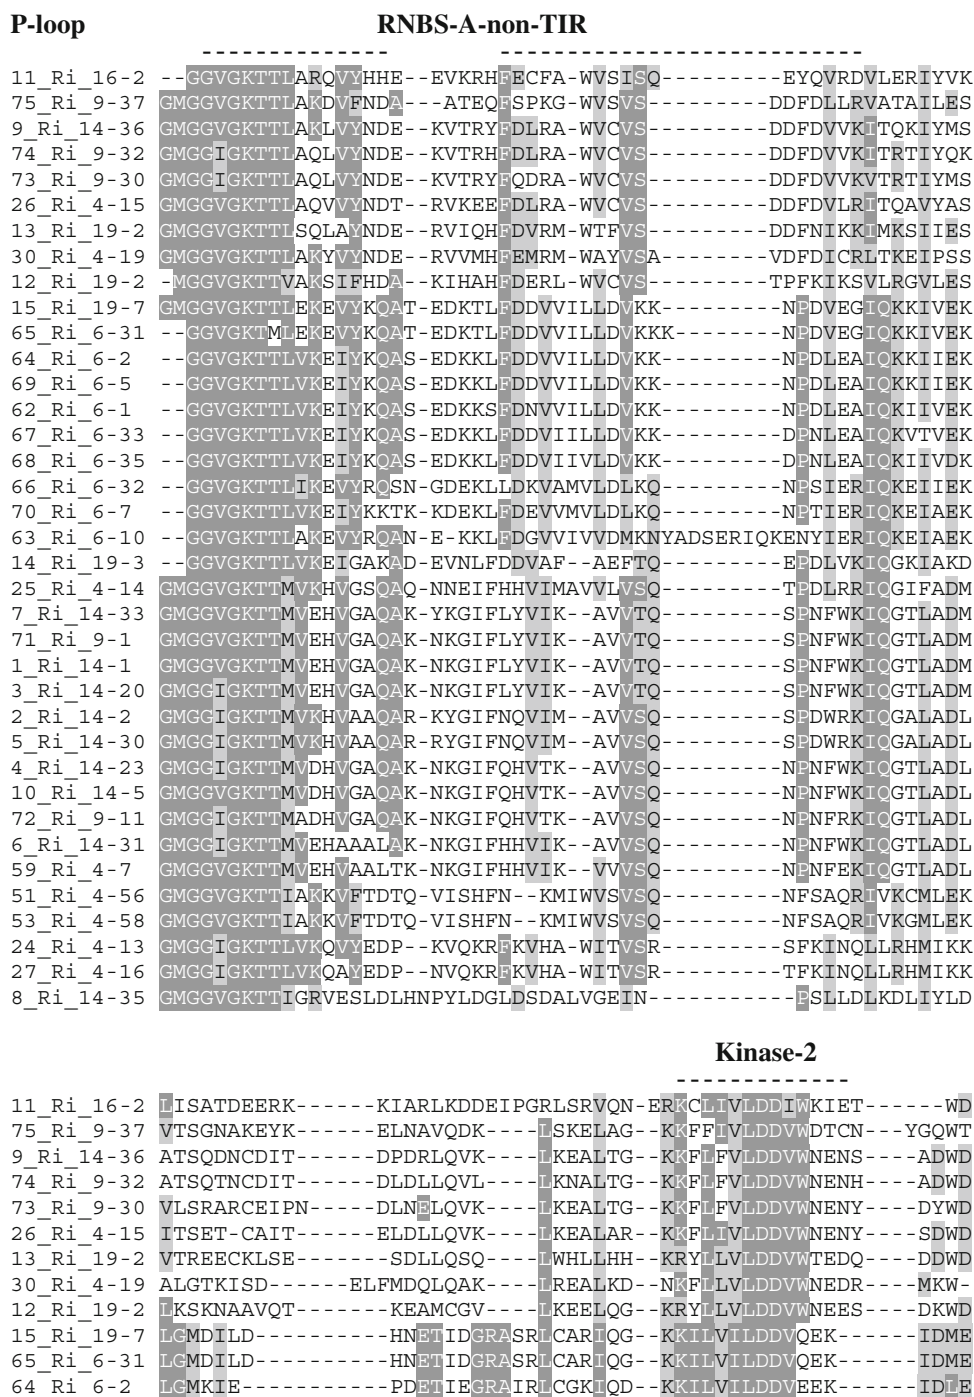 P-loop RNBS-A-non-TIR
-------------- ---------------------------
11_Ri_16-2 --GGVGKTTLARQVYHHE--EVKRHFECFA-WVSISQ---------EYQVRDVLERIYVK
75_Ri_9-37 GMGGVGKTTLAKDVFNDA---ATEQFSPKG-WVSVS----------DDFDLLRVATAILES
9_Ri_14-36 GMGGVGKTTLAKLVYNDE--KVTRYFDLRA-WVCVS----------DDFDVVKITQKIYMS
74_Ri_9-32 GMGGIGKTTLAQLVYNDE--KVTRHFDLRA-WVCVS----------DDFDVVKITRTIYQK
73_Ri_9-30 GMGGIGKTTLAQLVYNDE--KVTRYFQDRA-WVCVS----------DDFDVVKVTRTIYMS
26_Ri_4-15 GMGGVGKTTLAQVVYNDT--RVKEEFDLRA-WVCVS----------DDFDVLRITQAVYAS
13_Ri_19-2 GMGGVGKTTLSQLAYNDE--RVIQHFDVRM-WTFVS----------DDFNIKKIMKSIIES
30_Ri_4-19 GMGGVGKTTLAKYVYNDE--RVVMHFEMRM-WAYVSA---------VDFDICRLTKEIPSS
12_Ri_19-2 -MGGVGKTTVAKSIFHDA--KIHAHFDERL-WVCVS----------TPFKIKSVLRGVLES
15_Ri_19-7 GMGGVGKTTLEKEVYKQAT-EDKTLFDDVVILLDVKK---------NPDVEGIQKKIVEK
65_Ri_6-31 --GGVGKTMLEKEVYKQAT-EDKTLFDDVVILLDVKKK--------NPDVEGIQKKIVEK
64_Ri_6-2 --GGVGKTTLVKEIYKQAS-EDKKLFDDVVILLDVKK---------NPDLEAIQKKIIEK
69_Ri_6-5 --GGVGKTTLVKEIYKQAS-EDKKLFDDVVILLDVKK---------NPDLEAIQKKIIEK
62_Ri_6-1 --GGVGKTTLVKEIYKQAS-EDKKSFDNVVILLDVKK---------NPDLEAIQKIIVEK
67_Ri_6-33 --GGVGKTTLVKEIYKQAS-EDKKLFDDVIILLDVKK---------DPNLEAIQKVTVEK
68_Ri_6-35 --GGVGKTTLVKEIYKQAS-EDKKLFDDVIIVLDVKK---------DPNLEAIQKIIVDK
66_Ri_6-32 --GGVGKTTLIKEVYRQSN-GDEKLLDKVAMVLDLKQ---------NPSIERIQKEIIEK
70_Ri_6-7 --GGVGKTTLVKEIYKKTK-KDEKLFDEVVMVLDLKQ---------NPTIERIQKEIAEK
63_Ri_6-10 --GGVGKTTLAKEVYRQAN-E-KKLFDGVVIVVDMKNYADSERIQKENYIERIQKEIAEK
14_Ri_19-3 --GGVGKTTLVKEIGAKAD-EVNLFDDVAF--AEFTQ---------EPDLVKIQGKIAKD
25_Ri_4-14 GMGGVGKTTMVKHVGSQAQ-NNEIFHHVIMAVVLVSQ---------TPDLRRIQGIFADM
7_Ri_14-33 GMGGVGKTTMVEHVGAQAK-YKGIFLYVIK--AVVTQ---------SPNFWKIQGTLADM
71_Ri_9-1 GMGGVGKTTMVEHVGAQAK-NKGIFLYVIK--AVVTQ---------SPNFWKIQGTLADM
1_Ri_14-1 GMGGVGKTTMVEHVGAQAK-NKGIFLYVIK--AVVTQ---------SPNFWKIQGTLADM
3_Ri_14-20 GMGGIGKTTMVEHVGAQAK-NKGIFLYVIK--AVVTQ---------SPNFWKIQGTLADM
2_Ri_14-2 GMGGIGKTTMVKHVAAQAR-KYGIFNQVIM--AVVSQ---------SPDWRKIQGALADL
5_Ri_14-30 GMGGIGKTTMVKHVAAQAR-RYGIFNQVIM--AVVSQ---------SPDWRKIQGALADL
4_Ri_14-23 GMGGIGKTTMVDHVGAQAK-NKGIFQHVTK--AVVSQ---------NPNFWKIQGTLADL
10_Ri_14-5 GMGGVGKTTMVDHVGAQAK-NKGIFQHVTK--AVVSQ---------NPNFWKIQGTLADL
72_Ri_9-11 GMGGVGKTTMADHVGAQAK-NKGIFQHVTK--AVVSQ---------NPNFRKIQGTLADL
6_Ri_14-31 GMGGVGKTTMVEHAAALAK-NKGIFHHVIK--AVVSQ---------NPNFWKIQGTLADL
59_Ri_4-7 GMGGVGKTTMVEHVAALTK-NKGIFHHVIK--VVVSQ---------NPNFEKIQGTLADL
51_Ri_4-56 GMGGVGKTTIAKKVFTDTQ-VISHFN--KMIWVSVSQ---------NFSAQRIVKCMLEK
53_Ri_4-58 GMGGVGKTTIAKKVFTDTQ-VISHFN--KMIWVSVSQ---------NFSAQRIVKGMLEK
24_Ri_4-13 GMGGIGKTTLVKQVYEDP--KVQKRFKVHA-WITVSR---------SFKINQLLRHMIKK
27_Ri_4-16 GMGGIGKTTLVKQAYEDP--NVQKRFKVHA-WITVSR---------TFKINQLLRHMIKK
8_Ri_14-35 GMGGVGKTTIGRVESLDLHNPYLDGLDSDALVGEIN-----------PSLLDLKDLIYLD
Kinase-2
-------------
11_Ri_16-2 LISATDEERK------KIARLKDDEIPGRLSRVQN-ERKCLIVLDDIWKIET------WD
75_Ri_9-37 VTSGNAKEYK------ELNAVQDK----LSKELAG--KKFFIVLDDVWDTCN---YGQWT
9_Ri_14-36 ATSQDNCDIT------DPDRLQVK----LKEALTG--KKFLFVLDDVWNENS-----ADWD
74_Ri_9-32 ATSQTNCDIT------DLDLLQVL----LKNALTG--KKFLFVLDDVWNENH-----ADWD
73_Ri_9-30 VLSRARCEIPN-----DLNELQVK----LKEALTG--KKFLFVLDDVWNENY-----DYWD
26_Ri_4-15 ITSET-CAIT------ELDLLQVK----LKEALAR--KKFLIVLDDVWNENY-----SDWD
13_Ri_19-2 VTREECKLSE------SDLLQSQ-----LWHLLHH--KRYLLVLDDVWTEDQ-----DDWD
30_Ri_4-19 ALGTKISD-------ELFMDQLQAK---LREALKD--NKFLLVLDDVWNEDR---MKW-
12_Ri_19-2 LKSKNAAVQT-------KEAMCGV----LKEELQG--KRYLLVLDDVWNEES-----DKWD
15_Ri_19-7 LGMDILD----------HNETIDGRASRLCARIQG--KKILVILDDVQEK------IDME
65_Ri_6-31 LGMDILD----------HNETIDGRASRLCARIQG--KKILVILDDVQEK------IDME
64_Ri_6-2 LGMKIE-----------PDETIEGRAIRLCGKIQD--KKILVILDDVEEK------IDLE